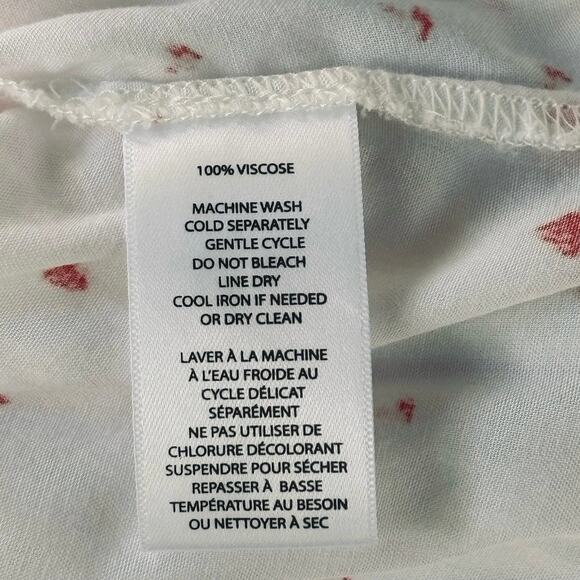 100% VISCOSE
MACHINE WASH
COLD SEPARATELY
GENTLE CYCLE
DO NOT BLEACH
LINE DRY
COOL IRON IF NEEDED
OR DRY CLEAN
LAVER À LA MACHINE
À L'EAU FROIDE AU
CYCLE DÉLICAT
SÉPARÉMENT
NE PAS UTILISER DE
CHLORURE DÉCOLORANT
SUSPENDRE POUR SÉCHER
REPASSER À BASSE
TEMPÉRATURE AU BESOIN
OU NETTOYER À SEC